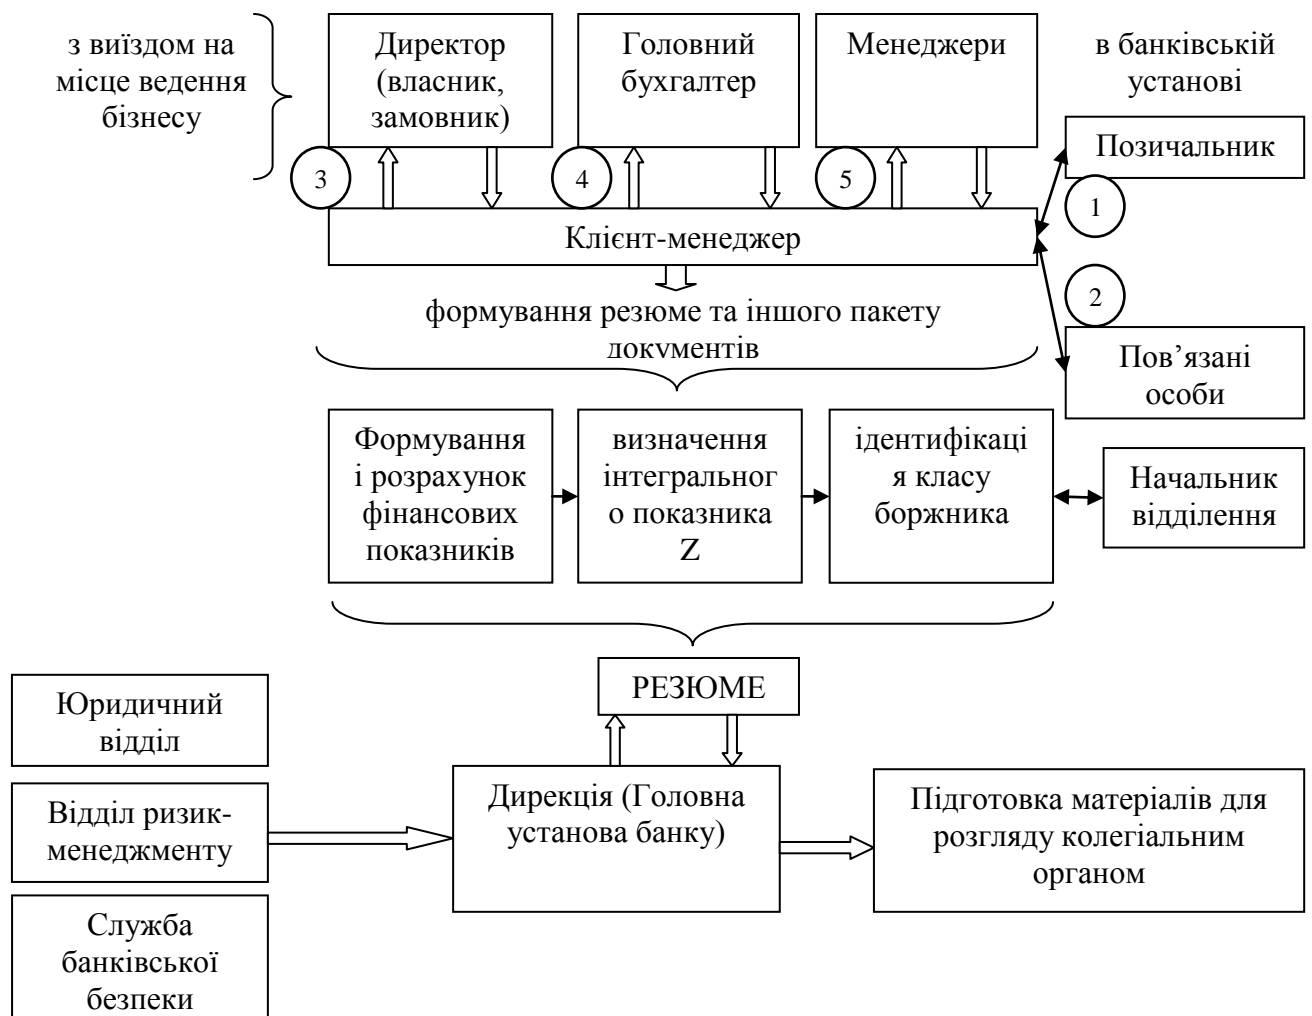 з виїздом на
місце ведення
бізнесу
Директор
(власник,
замовник)
Головний
бухгалтер
Менеджери
в банківській
установі
Позичальник
3
4
5
1
Клієнт-менеджер
2
формування резюме та іншого пакету
документів
Пов’язані
особи
Формування
і розрахунок
фінансових
показників
визначення
інтегральног
о показника
Z
ідентифікаці
я класу
боржника
Начальник
відділення
РЕЗЮМЕ
Юридичний
відділ
Відділ ризик-
менеджменту
Служба
банківської
безпеки
Дирекція (Головна
установа банку)
Підготовка матеріалів для
розгляду колегіальним
органом